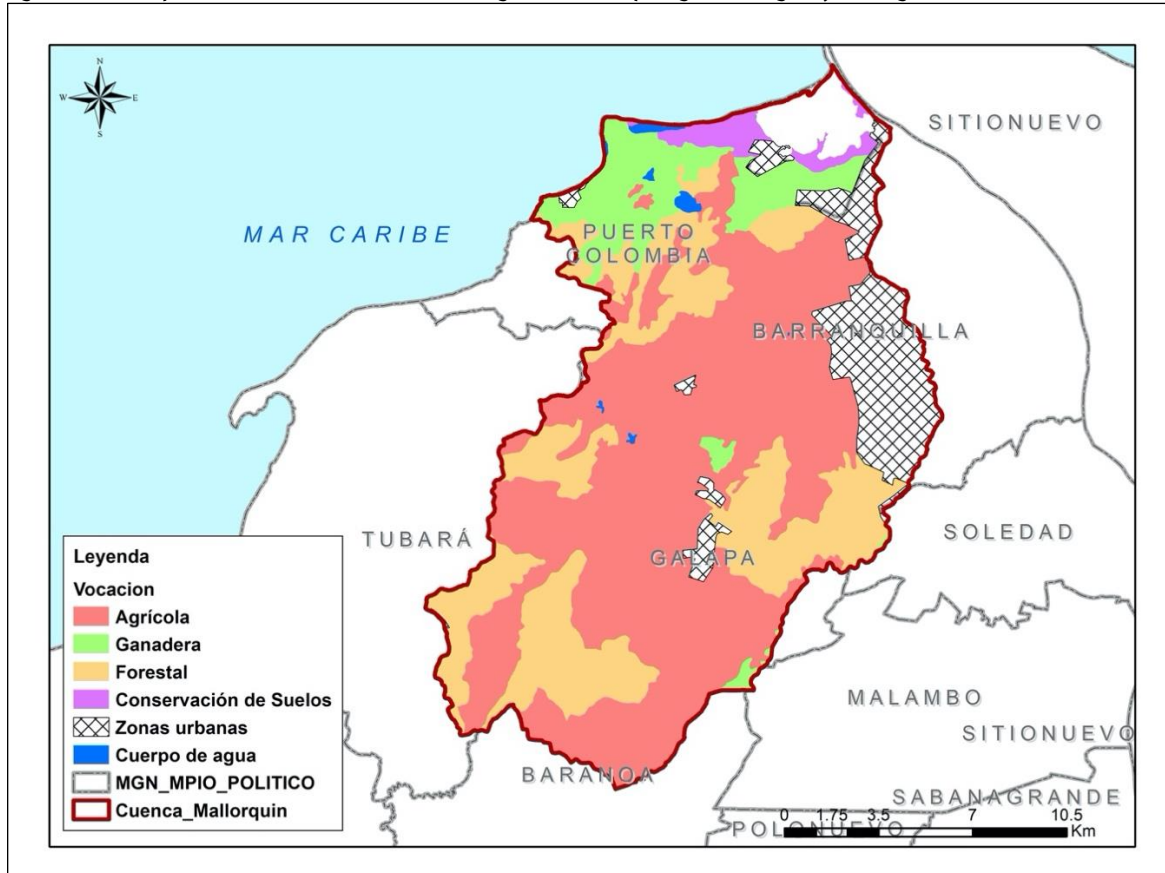 N
W E
S
SITIONUEVO
MAR CARIBE
PUERTO
COLOMBIA
BARRANQUILLA
TUBARÁ
SOLEDAD
GALAPA
MALAMBO
SITIONUEVO
BARANOA
SABANAGRANDE
POLONUEVO
Leyenda
Vocacion
Agrícola
Ganadera
Forestal
Conservación de Suelos
Zonas urbanas
Cuerpo de agua
MGN_MPIO_POLITICO
Cuenca_Mallorquin
0 1.75 3.5 7 10.5
Km